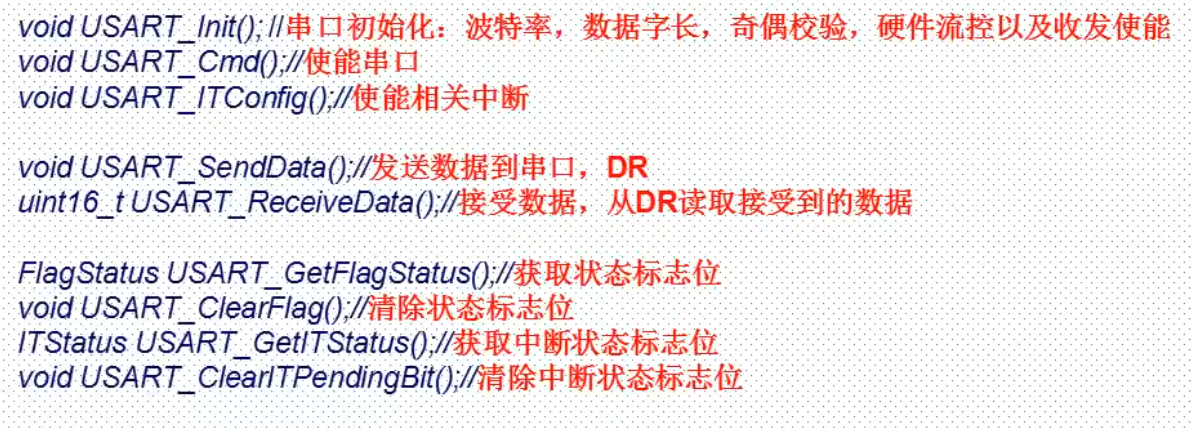 void USART_Init(); //串口初始化：波特率，数据字长，奇偶校验，硬件流控以及收发使能
void USART_Cmd();//使能串口
void USART_ITConfig();//使能相关中断
void USART_SendData();//发送数据到串口，DR
uint16_t USART_ReceiveData();//接受数据，从DR读取接受到的数据
FlagStatus USART_GetFlagStatus();//获取状态标志位
void USART_ClearFlag();//清除状态标志位
ITStatus USART_GetITStatus();//获取中断状态标志位
void USART_ClearITPendingBit();//清除中断状态标志位